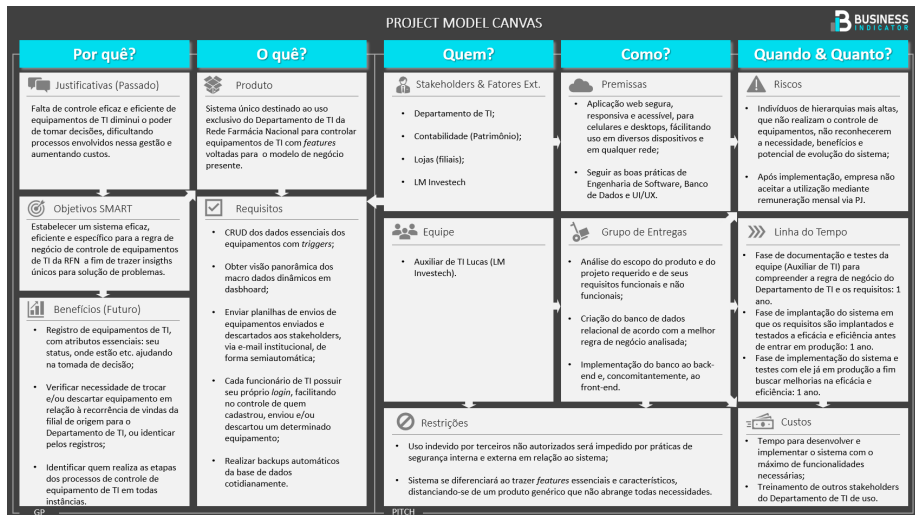 PROJECT MODEL CANVAS
BUSINESS
INDICATOR
Por quê?
Justificativas (Passado)
Falta de controle eficaz e eficiente de
equipamentos de TI diminui o poder
de tomar decisões, dificultando
processos envolvidos nessa gestão e
aumentando custos.
Objetivos SMART
Estabelecer um sistema eficaz,
eficiente e específico para a regra de
negócio de controle de equipamentos
de TI da RFN a fim de trazer insigths
únicos para solução de problemas.
Benefícios (Futuro)
• Registro de equipamentos de TI,
com atributos essenciais: seu
status, onde estão etc. ajudando
na tomada de decisão;
• Verificar necessidade de trocar
e/ou descartar equipamento em
relação à recorrência de vindas da
filial de origem para o
Departamento de TI, ou identicar
pelos registros;
• Identificar quem realiza as etapas
dos processos de controle de
equipamento de TI em todas
instâncias.
GP
O quê?
Produto
Sistema único destinado ao uso
exclusivo do Departamento de TI da
Rede Farmácia Nacional para controlar
equipamentos de TI com features
voltadas para o modelo de negócio
presente.
Requisitos
• CRUD dos dados essenciais dos
equipamentos com triggers;
• Obter visão panorâmica dos
macro dados dinâmicos em
dasbhoard;
• Enviar planilhas de envios de
equipamentos enviados e
descartados aos stakeholders,
via e-mail institucional, de
forma semiautomática;
• Cada funcionário de TI possuir
seu próprio login, facilitando
no controle de quem
cadastrou, enviou e/ou
descartou um determinado
equipamento;
• Realizar backups automáticos
da base de dados
cotidianamente.
Quem?
Stakeholders & Fatores Ext.
• Departamento de TI;
• Contabilidade (Patrimônio);
• Lojas (filiais);
• LM Investech
Equipe
• Auxiliar de TI Lucas (LM
Investech).
Como?
Premissas
• Aplicação web segura,
responsiva e acessível, para
celulares e desktops, fácilitando
uso em diversos dispositivos e
em qualquer rede;
• Seguir as boas práticas de
Engenharia de Software, Banco
de Dados e UI/UX.
Grupo de Entregas
• Análise do escopo do produto e do
projeto requerido e de seus
requisitos funcionais e não
funcionais;
• Criação do banco de dados
relacional de acordo com a melhor
regra de negócio analisada;
• Implementação do banco ao back-
end e, concomitantemente, ao
front-end.
Restrições
• Uso indevido por terceiros não autorizados será impedido por práticas de
segurança interna e externa em relação ao sistema;
• Sistema se diferenciará ao trazer features essenciais e característicos,
distanciando-se de um produto genérico que não abrange todas necessidades.
PITCH
Quando & Quanto?
Riscos
• Indivíduos de hierarquias mais altas,
que não realizam o controle de
equipamentos, não reconhecerem
a necessidade, benefícios e
potencial de evolução do sistema;
• Após implementação, empresa não
aceitar a utilização mediante
remuneração mensal via PJ.
Linha do Tempo
• Fase de documentação e testes da
equipe (Auxiliar de TI) para
compreender a regra de negócio do
Departamento de TI e os requisitos: 1
ano.
• Fase de implantação do sistema em
que os requisitos são implantados e
testados a eficácia e eficiência antes
de entrar em produção: 1 ano.
• Fase de implementação do sistema e
testes com ele já em produção a fim
buscar melhorias na eficácia e
eficiência: 1 ano.
Custos
• Tempo para desenvolver e
implementar o sistema com o
máximo de funcionalidades
necessárias;
• Treinamento de outros stakeholders
do Departamento de TI de uso.